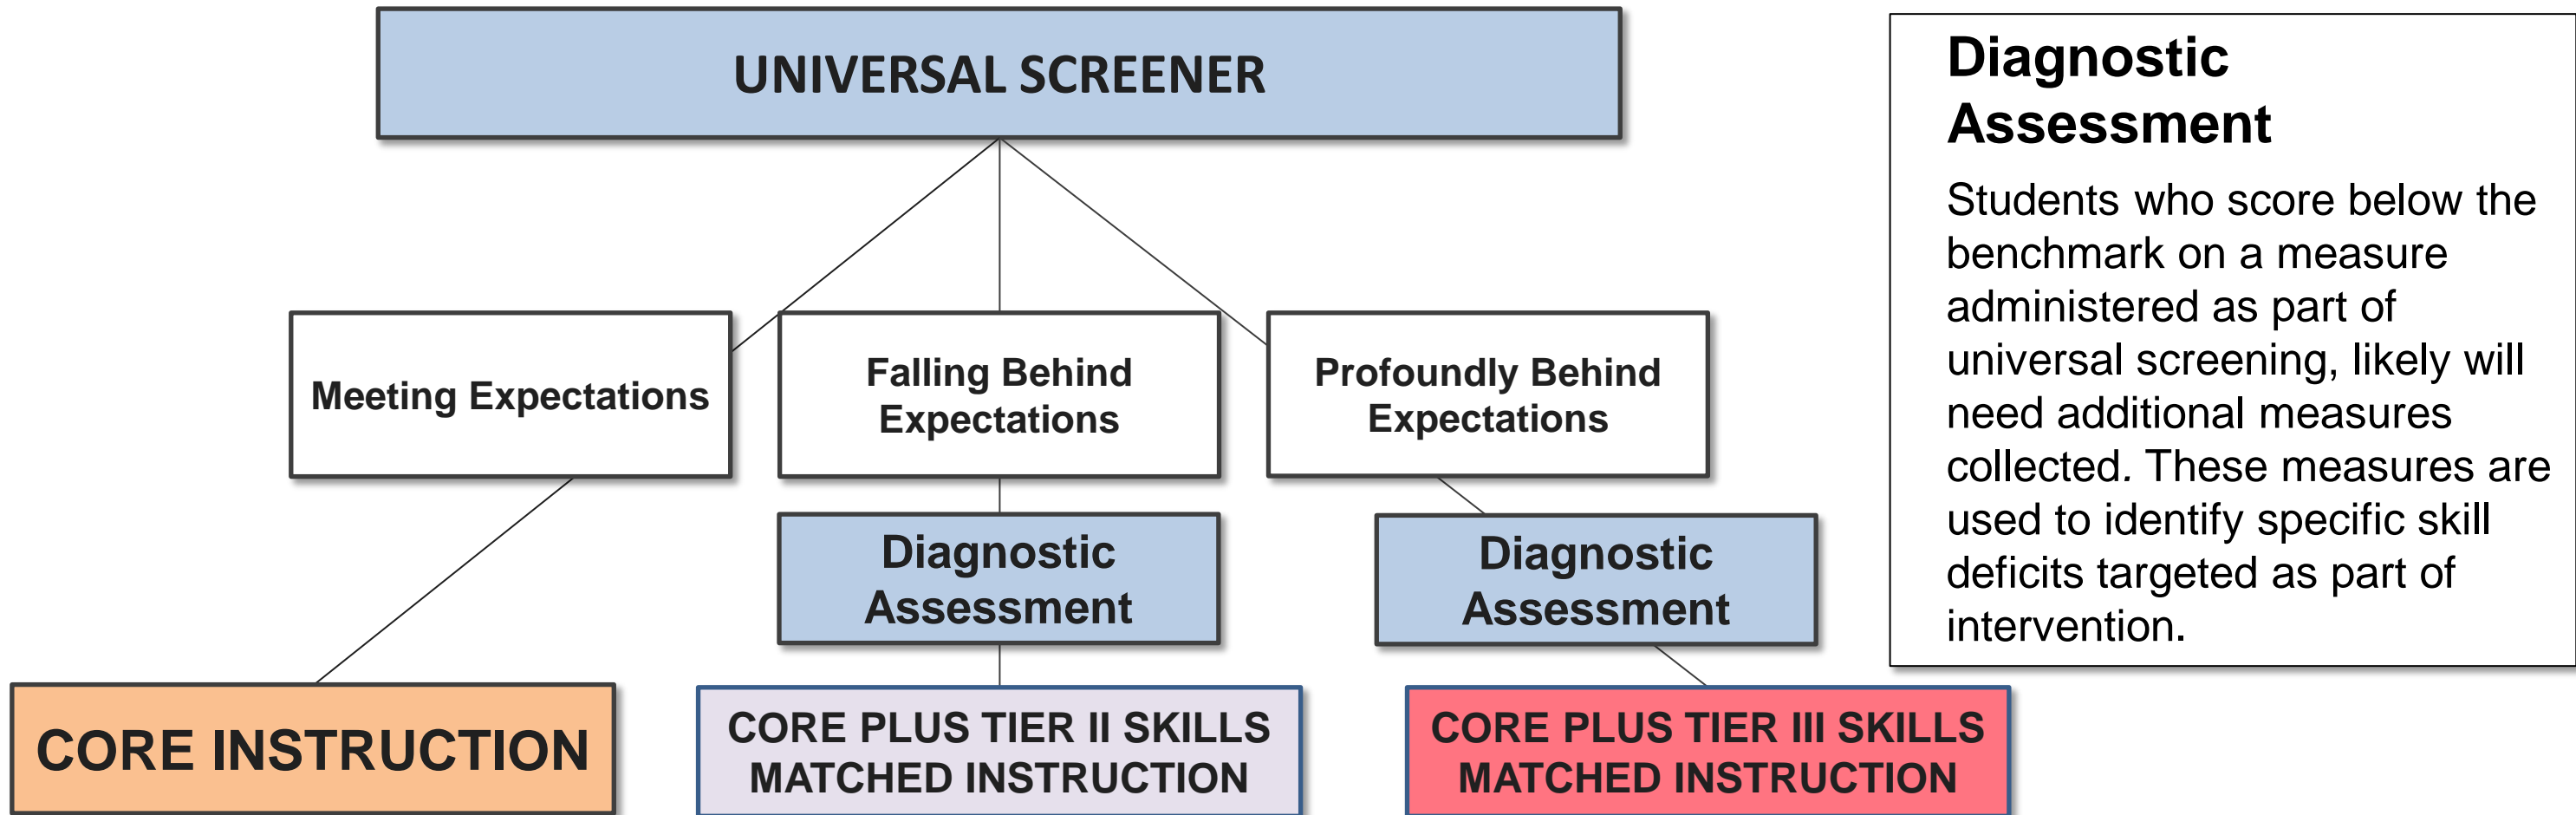 UNIVERSAL SCREENER
Meeting Expectations
Falling Behind
Expectations
Profoundly Behind
Expectations
Diagnostic
Assessment
Diagnostic
Assessment
CORE INSTRUCTION
CORE PLUS TIER II SKILLS
MATCHED INSTRUCTION
CORE PLUS TIER III SKILLS
MATCHED INSTRUCTION
Diagnostic
Assessment
Students who score below the
benchmark on a measure
administered as part of
universal screening, likely will
need additional measures
collected. These measures are
used to identify specific skill
deficits targeted as part of
intervention.